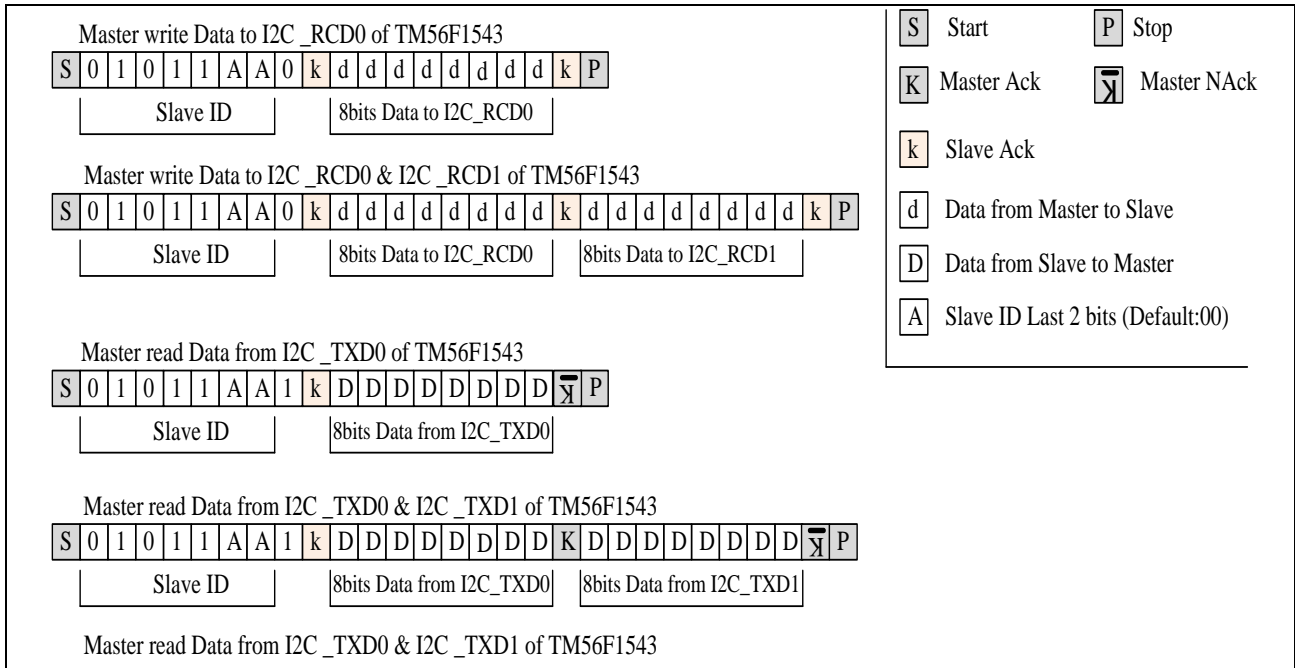 Master write Data to I2C _RCD0 of TM56F1543
S 0 1 0 1 1 A A 0 k d d d d d d d d k P
Slave ID 8bits Data to I2C_RCD0
Master write Data to I2C _RCD0 & I2C _RCD1 of TM56F1543
S 0 1 0 1 1 A A 0 k d d d d d d d d k d d d d d d d d k P
Slave ID 8bits Data to I2C_RCD0 8bits Data to I2C_RCD1
Master read Data from I2C _TXD0 of TM56F1543
S 0 1 0 1 1 A A 1 k D D D D D D D D K̅ P
Slave ID 8bits Data from I2C_TXD0
Master read Data from I2C _TXD0 & I2C _TXD1 of TM56F1543
S 0 1 0 1 1 A A 1 k D D D D D D D D K D D D D D D D D K̅ P
Slave ID 8bits Data from I2C_TXD0 8bits Data from I2C_TXD1
Master read Data from I2C _TXD0 & I2C _TXD1 of TM56F1543
S Start P Stop
K Master Ack K̅ Master NAck
k Slave Ack
d Data from Master to Slave
D Data from Slave to Master
A Slave ID Last 2 bits (Default:00)